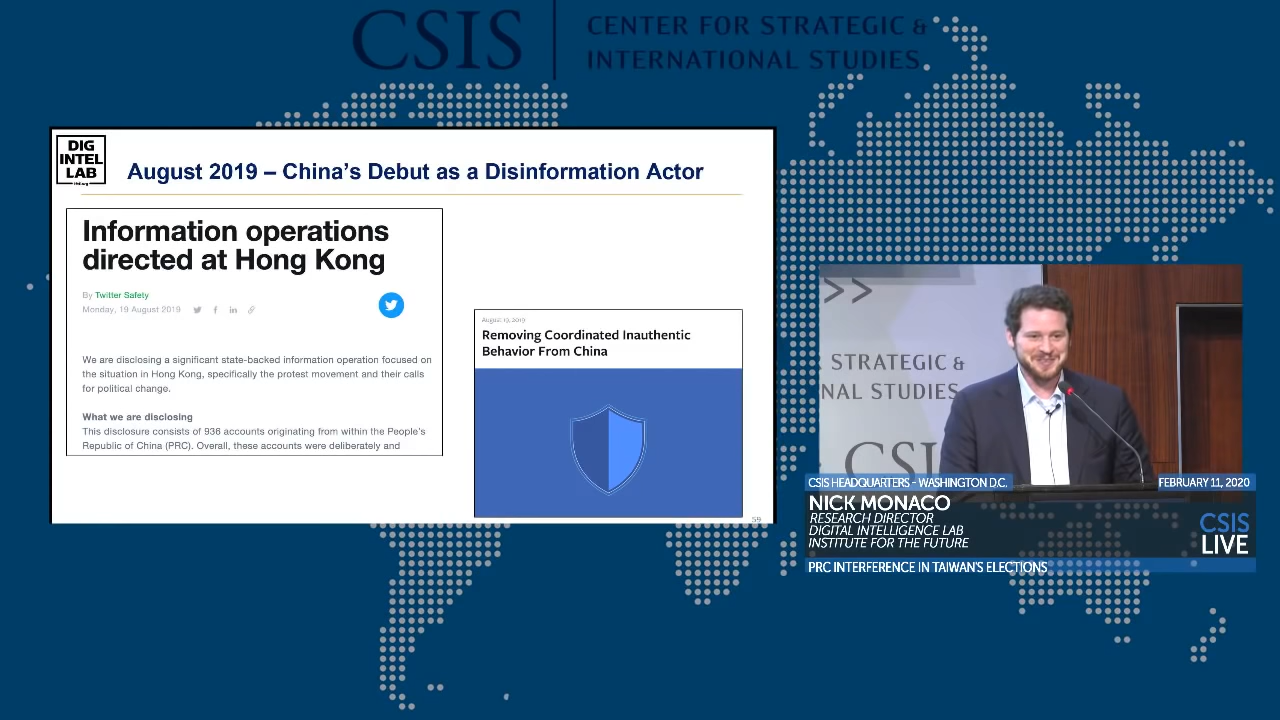 CSIS
CENTER FOR STRATEGIC &
INTERNATIONAL STUDIES
DIG
INTEL
LAB
August 2019 – China's Debut as a Disinformation Actor
Information operations
directed at Hong Kong
By Twitter Safety
Monday, 19 August 2019
We are disclosing a significant state-backed information operation focused on
the situation in Hong Kong, specifically the protest movement and their calls
for political change.
What we are disclosing
This disclosure consists of 936 accounts originating from within the People's
Republic of China (PRC). Overall, these accounts were deliberately and
August 19, 2019
Removing Coordinated Inauthentic
Behavior From China
59
>>
STRATEGIC &
NAL STUDIES
CSI
CSIS HEADQUARTERS - WASHINGTON D.C.
FEBRUARY 11, 2020
NICK MONACO
RESEARCH DIRECTOR
DIGITAL INTELLIGENCE LAB
INSTITUTE FOR THE FUTURE
CSIS
LIVE
PRC INTERFERENCE IN TAIWAN'S ELECTIONS